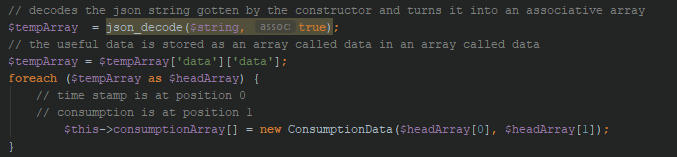 // decodes the json string gotten by the constructor and turns it into an associative array
$tempArray  = json_decode($string, assoc: true);
// the useful data is stored as an array called data in an array called data
$tempArray = $tempArray['data']['data'];
foreach ($tempArray as $headArray) {
// time stamp is at position 0
// consumption is at position 1
$this->consumptionArray[] = new ConsumptionData($headArray[0], $headArray[1]);
}